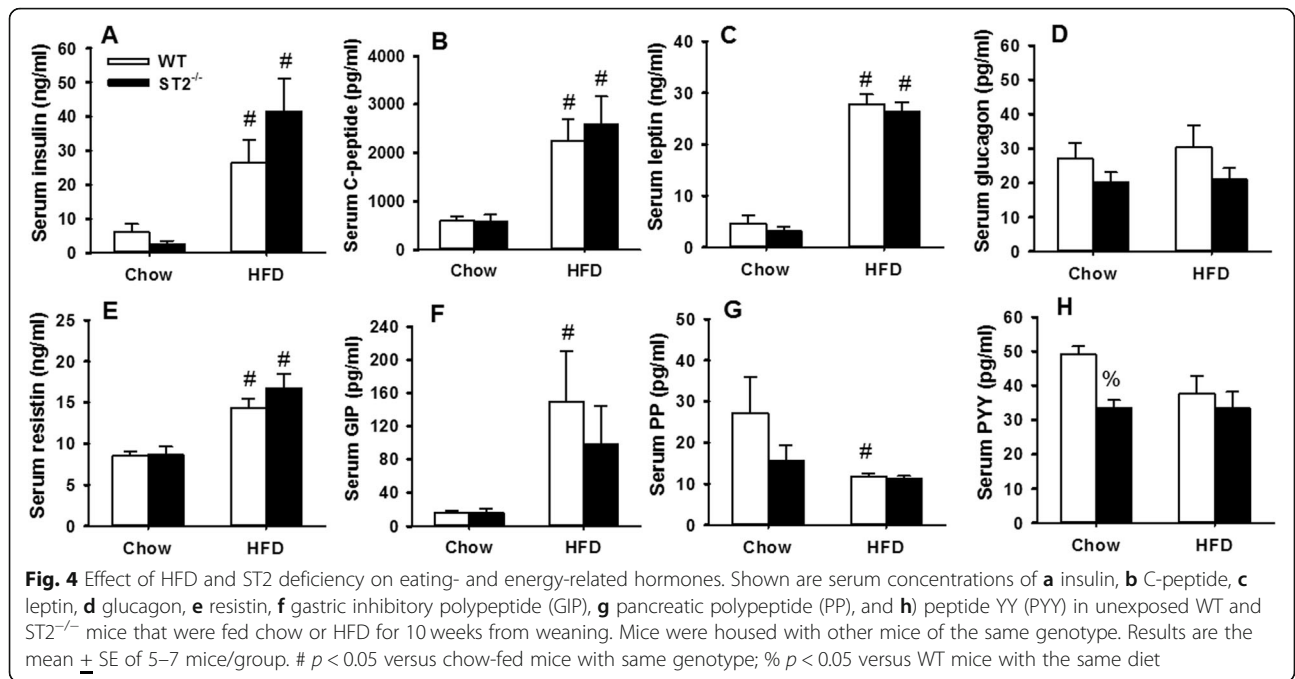 A
WT
ST2-/-
Serum insulin (ng/ml)
60
50
40
30
20
10
0
#
#
Chow
HFD
B
Serum C-peptide (pg/ml)
4000
3000
2000
1000
0
#
#
Chow
HFD
C
Serum leptin (ng/ml)
40
30
20
10
0
#
#
Chow
HFD
D
Serum glucagon (pg/ml)
60
50
40
30
20
10
0
Chow
HFD
E
Serum resistin (ng/ml)
25
20
15
10
5
0
#
#
Chow
HFD
F
Serum GIP (pg/ml)
240
200
160
120
80
40
0
#
Chow
HFD
G
Serum PP (pg/ml)
50
40
30
20
10
0
#
Chow
HFD
H
Serum PYY (pg/ml)
60
50
40
30
20
10
0
%
Chow
HFD
Fig. 4 Effect of HFD and ST2 deficiency on eating- and energy-related hormones. Shown are serum concentrations of a insulin, b C-peptide, c
leptin, d glucagon, e resistin, f gastric inhibitory polypeptide (GIP), g pancreatic polypeptide (PP), and h) peptide YY (PYY) in unexposed WT and
ST2−/− mice that were fed chow or HFD for 10 weeks from weaning. Mice were housed with other mice of the same genotype. Results are the
mean ± SE of 5–7 mice/group. # p < 0.05 versus chow-fed mice with same genotype; % p < 0.05 versus WT mice with the same diet